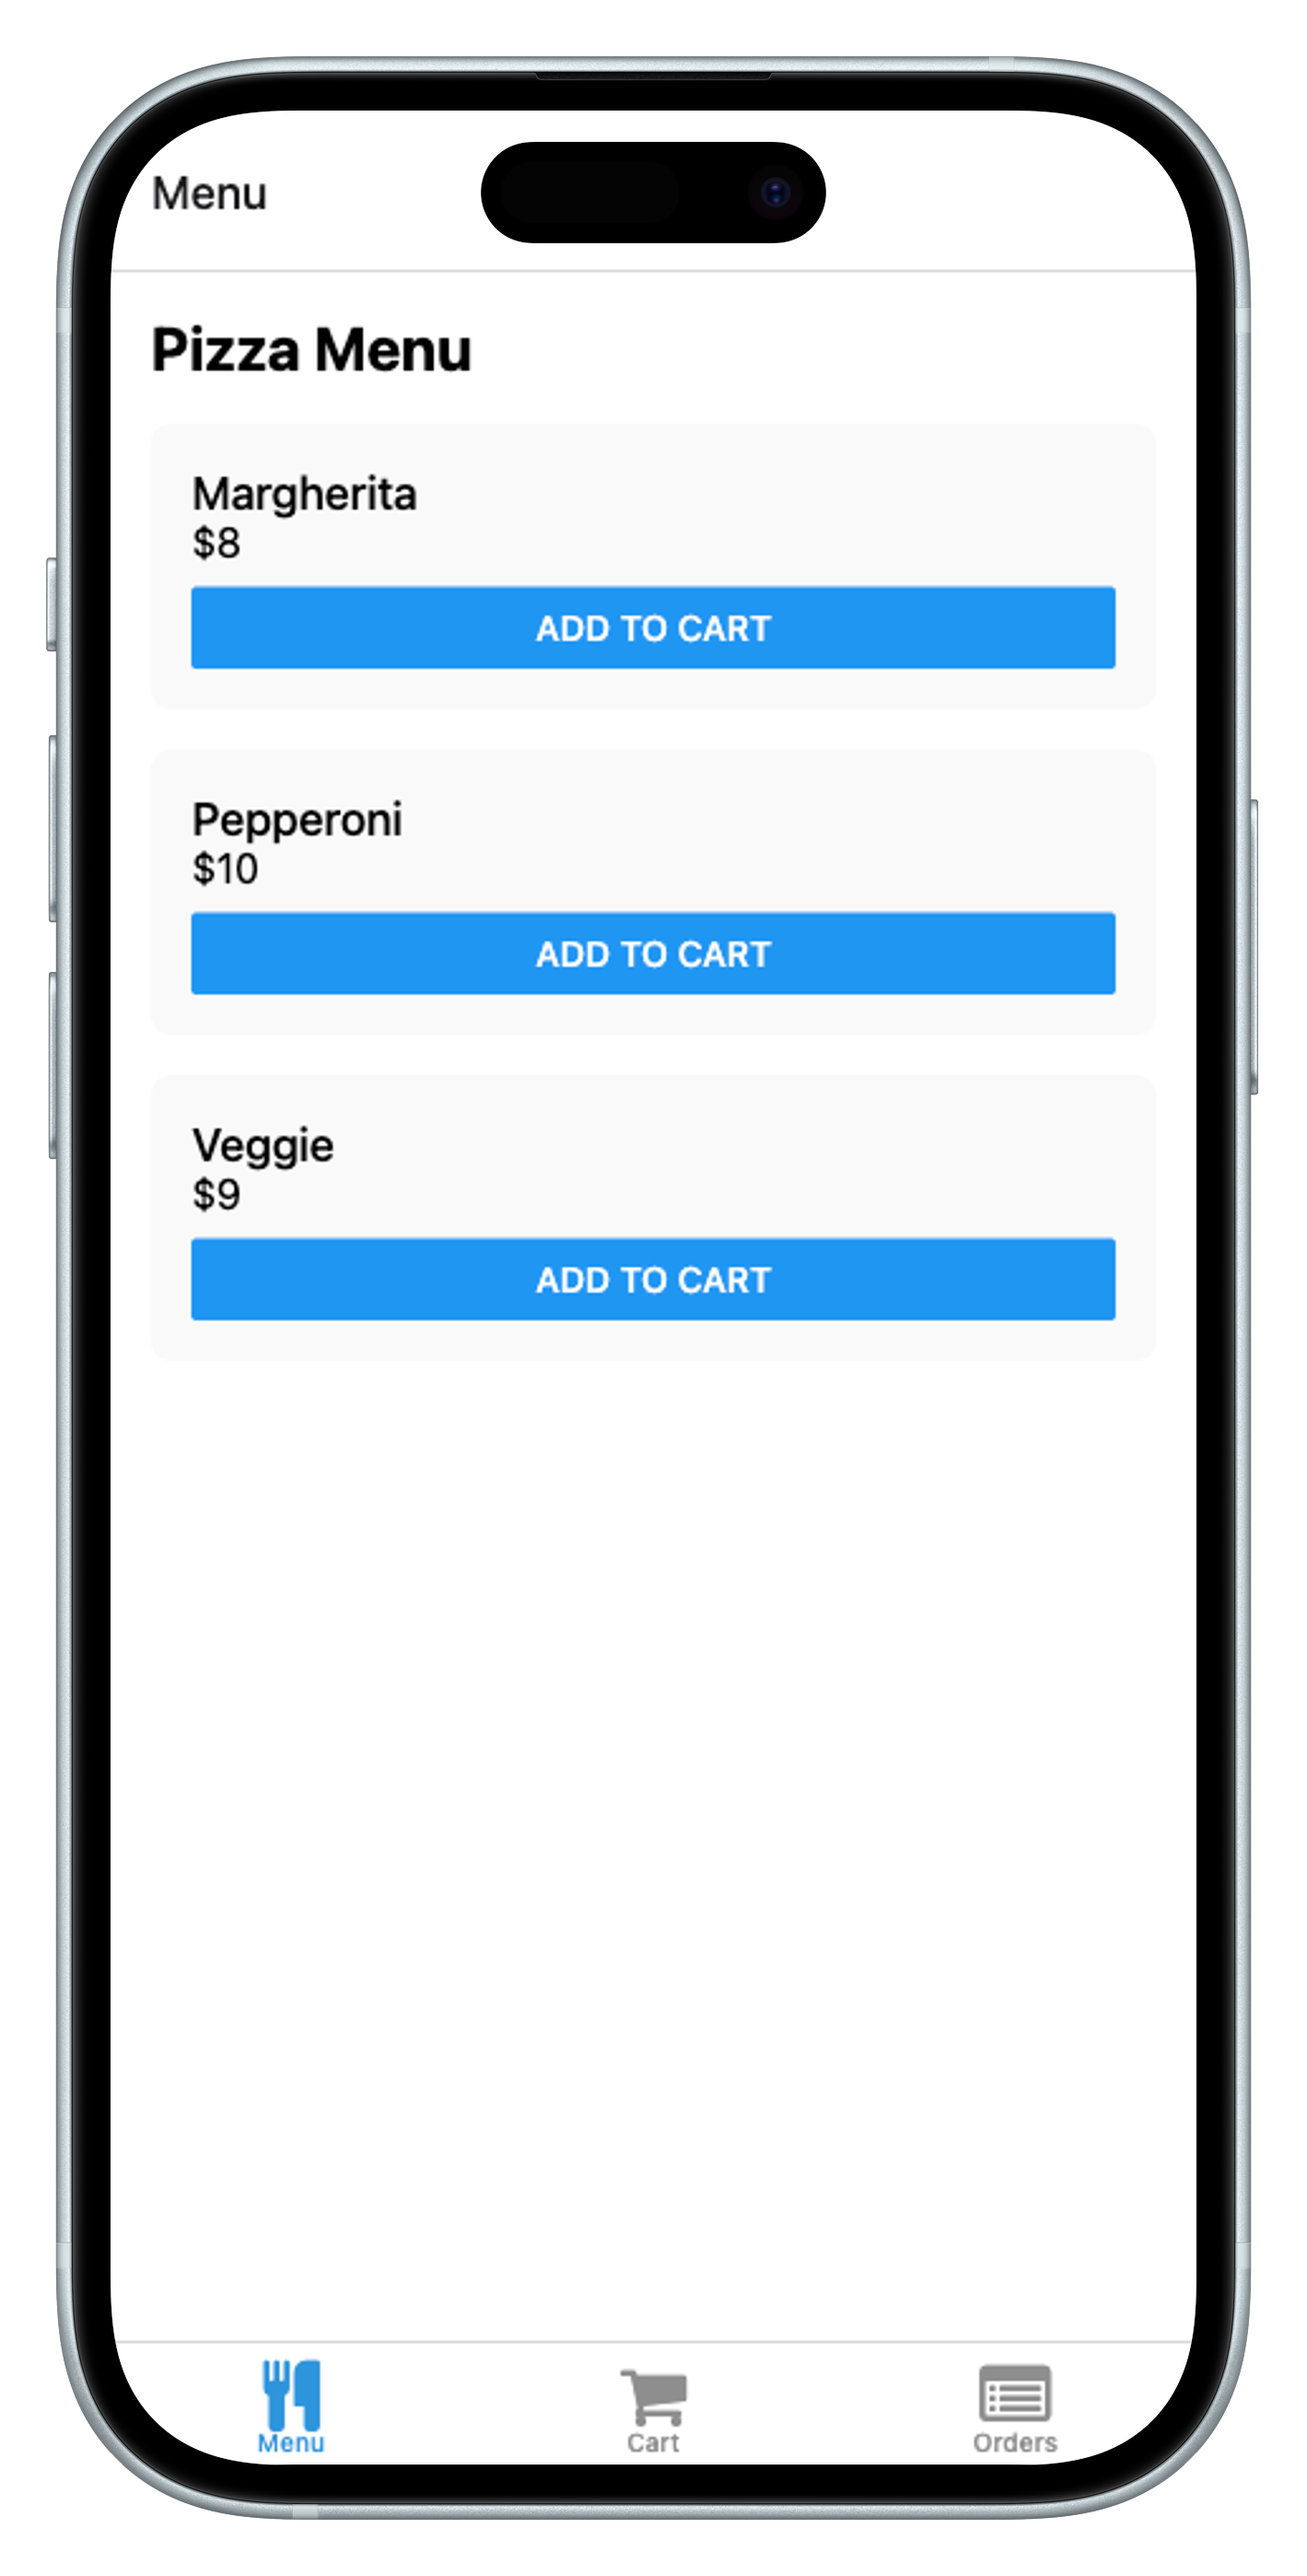 Menu
Pizza Menu
Margherita
$8
ADD TO CART
Pepperoni
$10
ADD TO CART
Veggie
$9
ADD TO CART
Menu
Cart
Orders